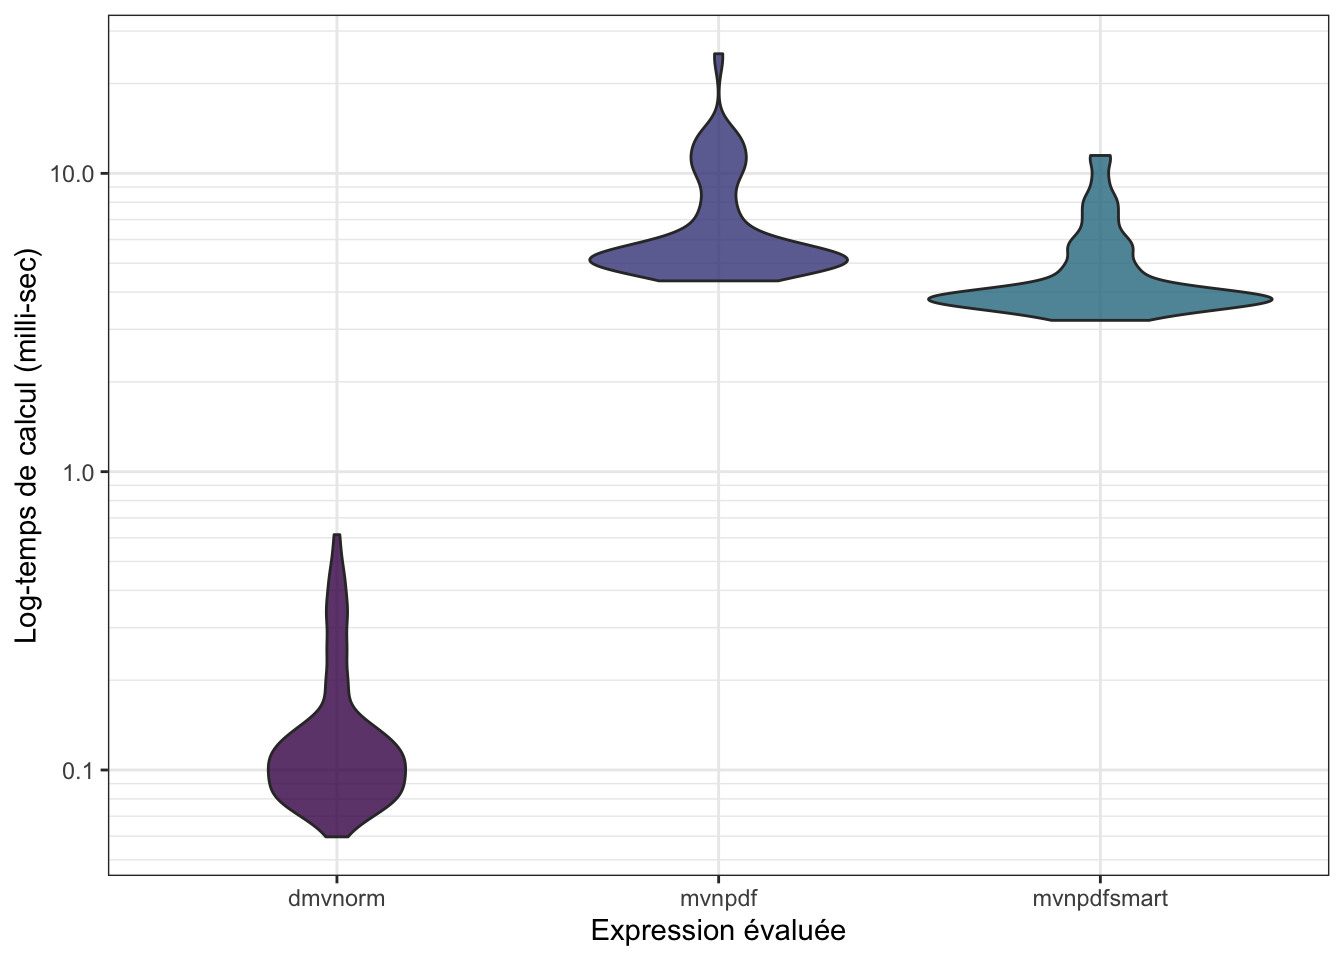 Log-temps de calcul (milli-sec)
10.0
1.0
0.1
dmvnorm
mvnpdf
mvnpdfsmart
Expression évaluée